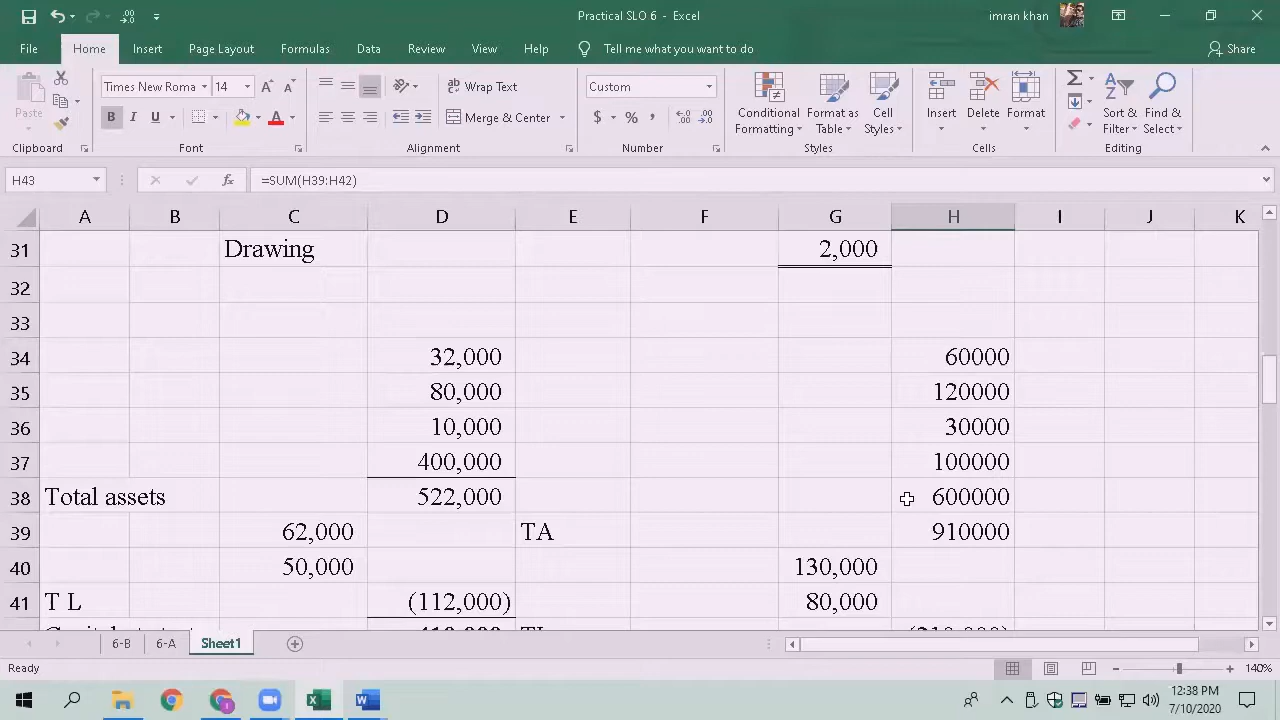 Practical SLO 6 - Excel
imran khan
File Home Insert Page Layout Formulas Data Review View Help Tell me what you want to do Share
Times New Roma 14 A A Wrap Text Custom
Paste B I U A Merge & Center $ % , Conditional Formatting Format as Table Cell Styles Insert Delete Format Sort & Filter Find & Select
Clipboard Font Alignment Number Styles Cells Editing
H43 fx =SUM(H39:H42)
A B C D E F G H I J K
31 Drawing 2,000
32
33
34 32,000 60000
35 80,000 120000
36 10,000 30000
37 400,000 100000
38 Total assets 522,000 600000
39 62,000 TA 910000
40 50,000 130,000
41 T L (112,000) 80,000
6-B 6-A Sheet1
Ready 140%
12:38 PM
7/10/2020